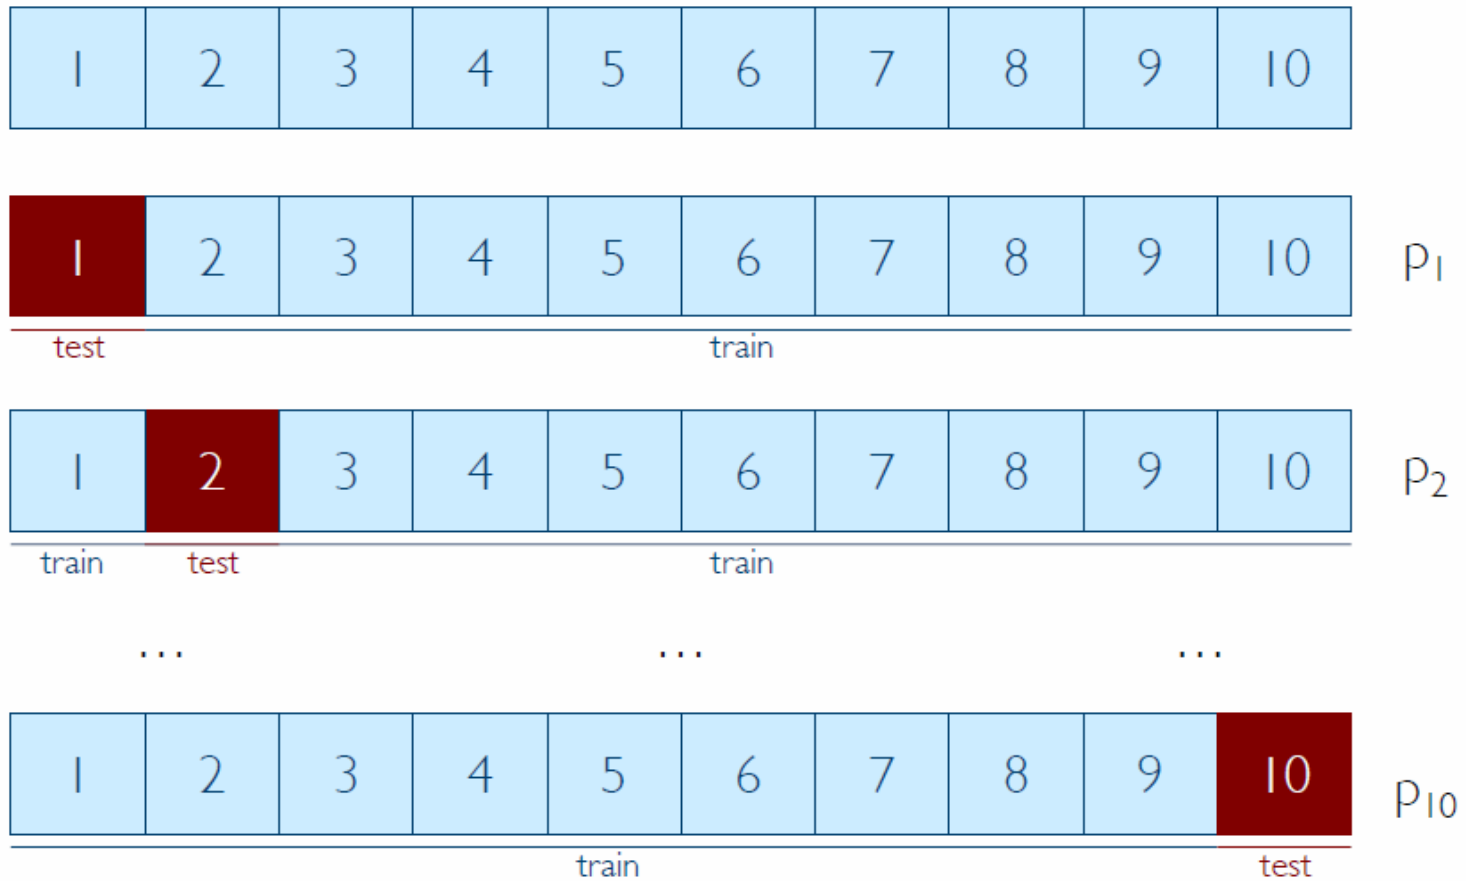 1 2 3 4 5 6 7 8 9 10
1 2 3 4 5 6 7 8 9 10 p1
test train
1 2 3 4 5 6 7 8 9 10 p2
train test train
... ... ...
1 2 3 4 5 6 7 8 9 10 p10
train test